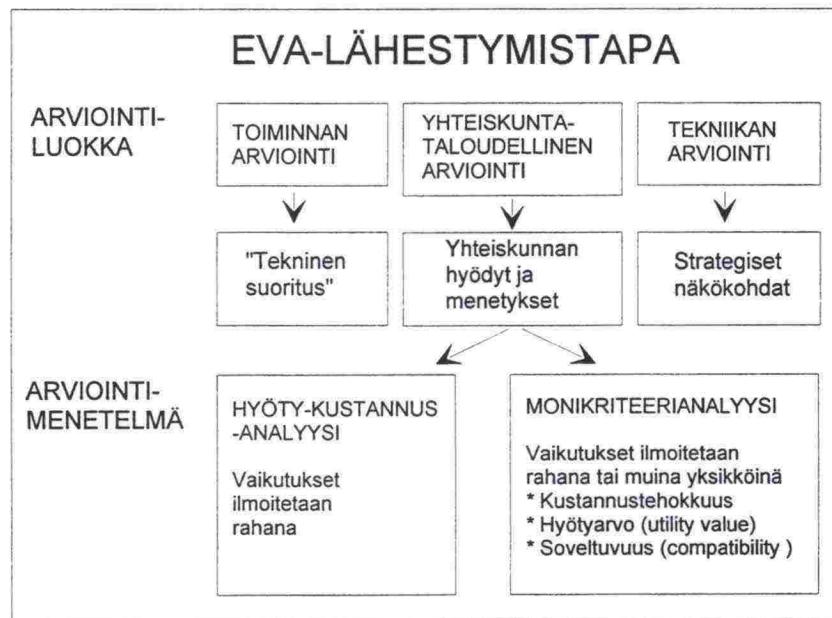 EVA-LÄHESTYMISTAPA
ARVIOINTI-
LUOKKA
TOIMINNAN
ARVIOINTI
YHTEISKUNTA-
TALOUDELLINEN
ARVIOINTI
TEKNIIKAN
ARVIOINTI
"Tekninen
suoritus"
Yhteiskunnan
hyödyt ja
menetykset
Strategiset
näkökohdat
ARVIOINTI-
MENETELMÄ
HYÖTY-KUSTANNUS
-ANALYYSI
Vaikutukset
ilmoitetaan
rahana
MONIKRITEERIANALYYSI
Vaikutukset ilmoitetaan
rahana tai muina yksikköinä
* Kustannustehokkuus
* Hyötyarvo (utility value)
* Soveltuvuus (compatibility )